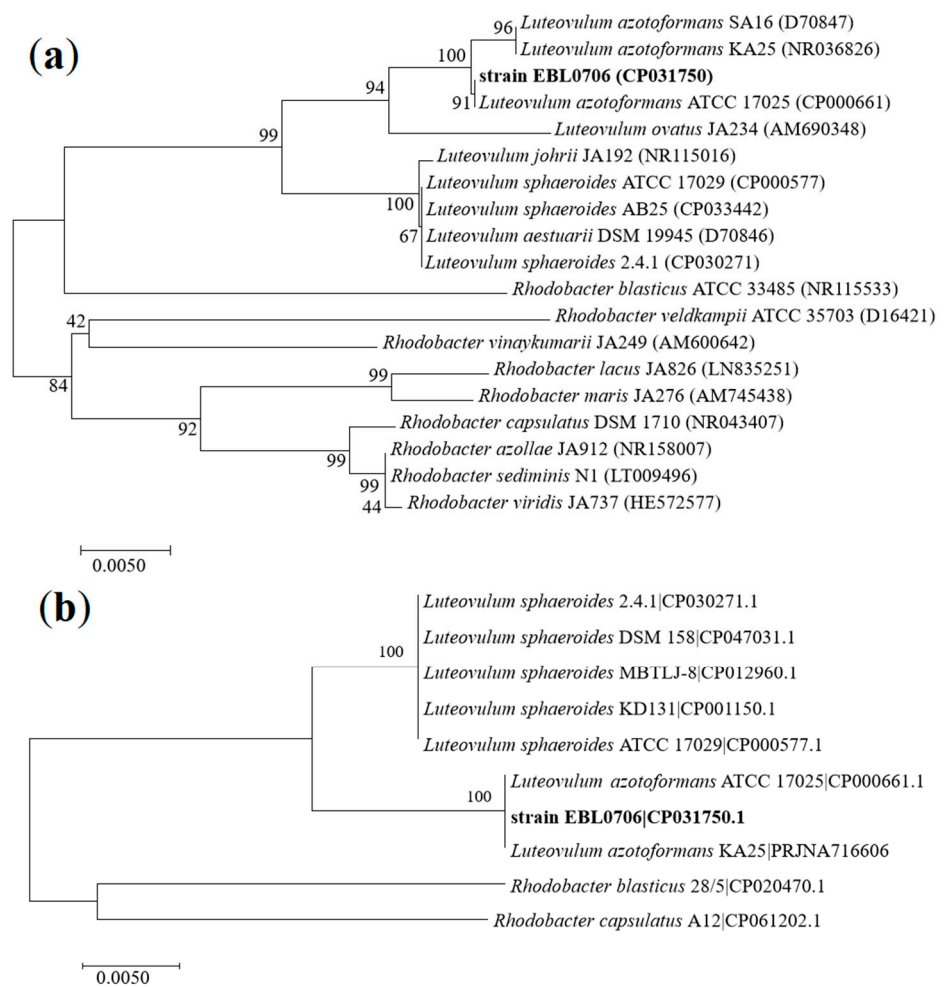 (a)
96
Luteovulum azotoformans SA16 (D70847)
Luteovulum azotoformans KA25 (NR036826)
100
strain EBL0706 (CP031750)
94
91
Luteovulum azotoformans ATCC 17025 (CP000661)
Luteovulum ovatus JA234 (AM690348)
99
Luteovulum johrii JA192 (NR115016)
Luteovulum sphaeroides ATCC 17029 (CP000577)
100
Luteovulum sphaeroides AB25 (CP033442)
67
Luteovulum aestuarii DSM 19945 (D70846)
Luteovulum sphaeroides 2.4.1 (CP030271)
Rhodobacter blasticus ATCC 33485 (NR115533)
Rhodobacter veldkampii ATCC 35703 (D16421)
42
Rhodobacter vinaykumarii JA249 (AM600642)
84
99
Rhodobacter lacus JA826 (LN835251)
Rhodobacter maris JA276 (AM745438)
92
Rhodobacter capsulatus DSM 1710 (NR043407)
Rhodobacter azollae JA912 (NR158007)
99
Rhodobacter sediminis N1 (LT009496)
99
44
Rhodobacter viridis JA737 (HE572577)
0.0050
(b)
Luteovulum sphaeroides 2.4.1|CP030271.1
Luteovulum sphaeroides DSM 158|CP047031.1
100
Luteovulum sphaeroides MBTLJ-8|CP012960.1
Luteovulum sphaeroides KD131|CP001150.1
Luteovulum sphaeroides ATCC 17029|CP000577.1
Luteovulum azotoformans ATCC 17025|CP000661.1
100
strain EBL0706|CP031750.1
Luteovulum azotoformans KA25|PRJNA716606
Rhodobacter blasticus 28/5|CP020470.1
Rhodobacter capsulatus A12|CP061202.1
0.0050